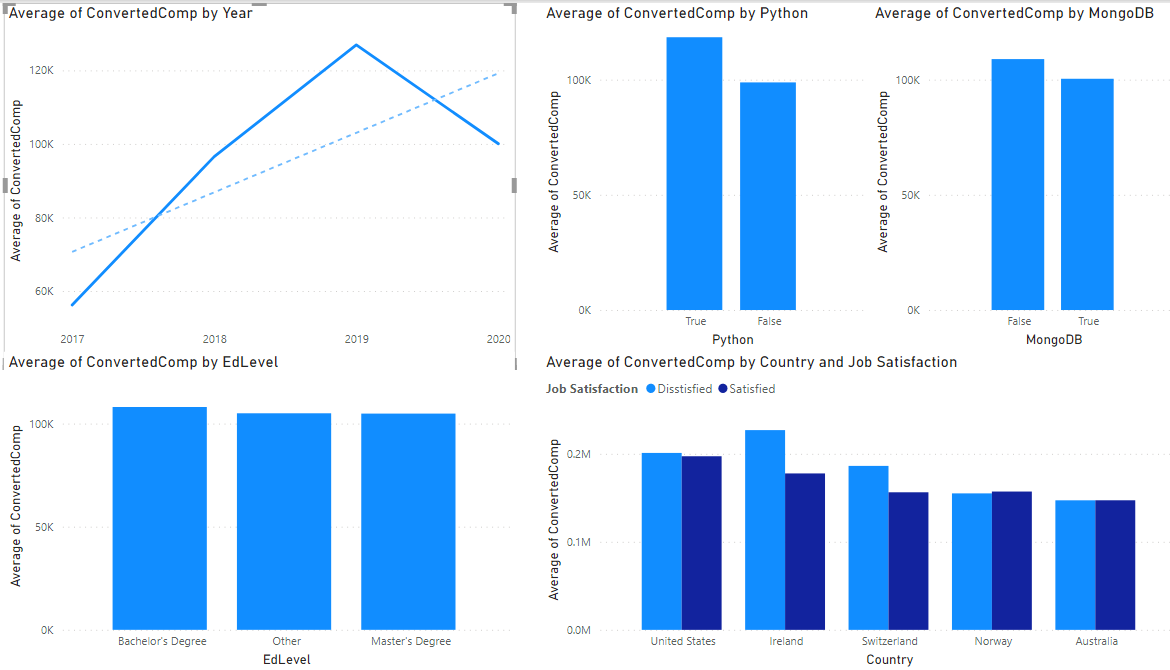 Average of ConvertedComp by Year
Average of ConvertedComp
120K
100K
80K
60K
2017 2018 2019 2020
Average of ConvertedComp by Python
Average of ConvertedComp
100K
50K
0K
True False
Python
Average of ConvertedComp by MongoDB
Average of ConvertedComp
100K
50K
0K
False True
MongoDB
Average of ConvertedComp by EdLevel
Average of ConvertedComp
100K
50K
0K
Bachelor's Degree Other Master's Degree
EdLevel
Average of ConvertedComp by Country and Job Satisfaction
Job Satisfaction Disstisfied Satisfied
Average of ConvertedComp
0.2M
0.1M
0.0M
United States Ireland Switzerland Norway Australia
Country